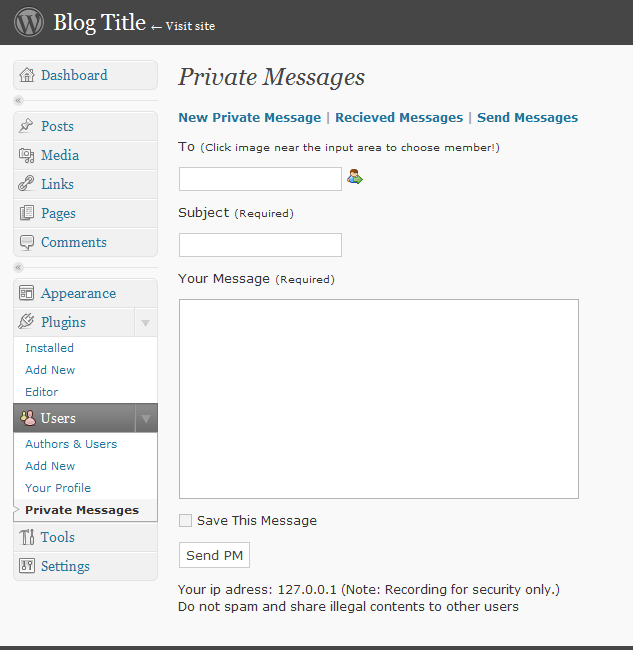 Blog Title ← Visit site
Dashboard
Posts
Media
Links
Pages
Comments
Appearance
Plugins
Installed
Add New
Editor
Users
Authors & Users
Add New
Your Profile
Private Messages
Tools
Settings
Private Messages
New Private Message | Recieved Messages | Send Messages
To (Click image near the input area to choose member!)
Subject (Required)
Your Message (Required)
Save This Message
Send PM
Your ip adress: 127.0.0.1 (Note: Recording for security only.)
Do not spam and share illegal contents to other users